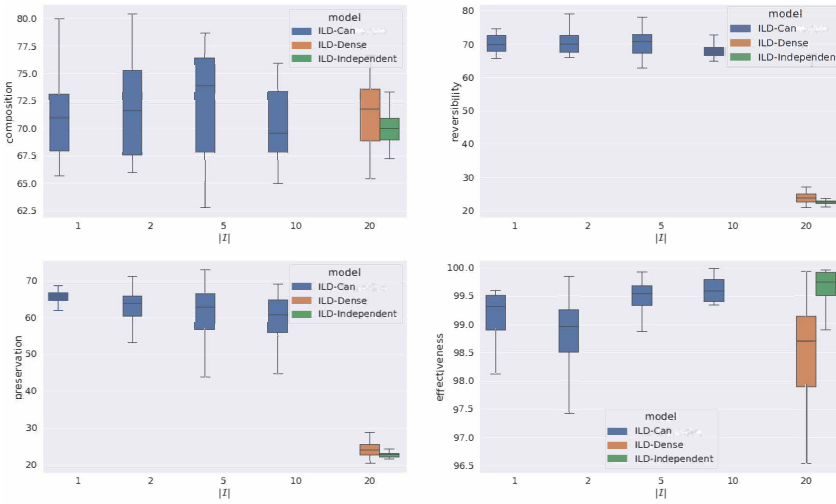 80.0
77.5
75.0
72.5
70.0
67.5
65.0
62.5
composition
model
ILD-Can
ILD-Dense
ILD-Independent
1
2
5
10
20
|I|
80
70
60
50
40
30
20
reversibility
model
ILD-Can
ILD-Dense
ILD-Independent
1
2
5
10
20
|I|
70
60
50
40
30
20
preservation
model
ILD-Can
ILD-Dense
ILD-Independent
1
2
5
10
20
|I|
100.0
99.5
99.0
98.5
98.0
97.5
97.0
96.5
effectiveness
model
ILD-Can
ILD-Dense
ILD-Independent
1
2
5
10
20
|I|